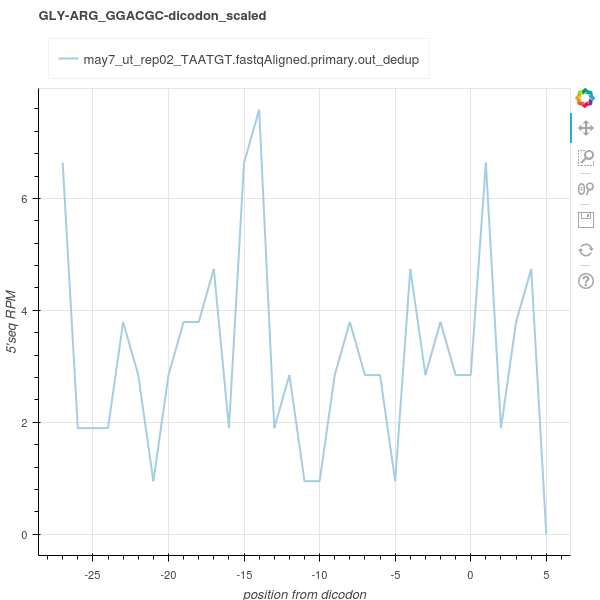 GLY-ARG_GGACGC-dicodon_scaled
may7_ut_rep02_TAATGT.fastqAligned.primary.out_dedup
6
4
2
0
5'seq RPM
-25
-20
-15
-10
-5
0
5
position from dicodon